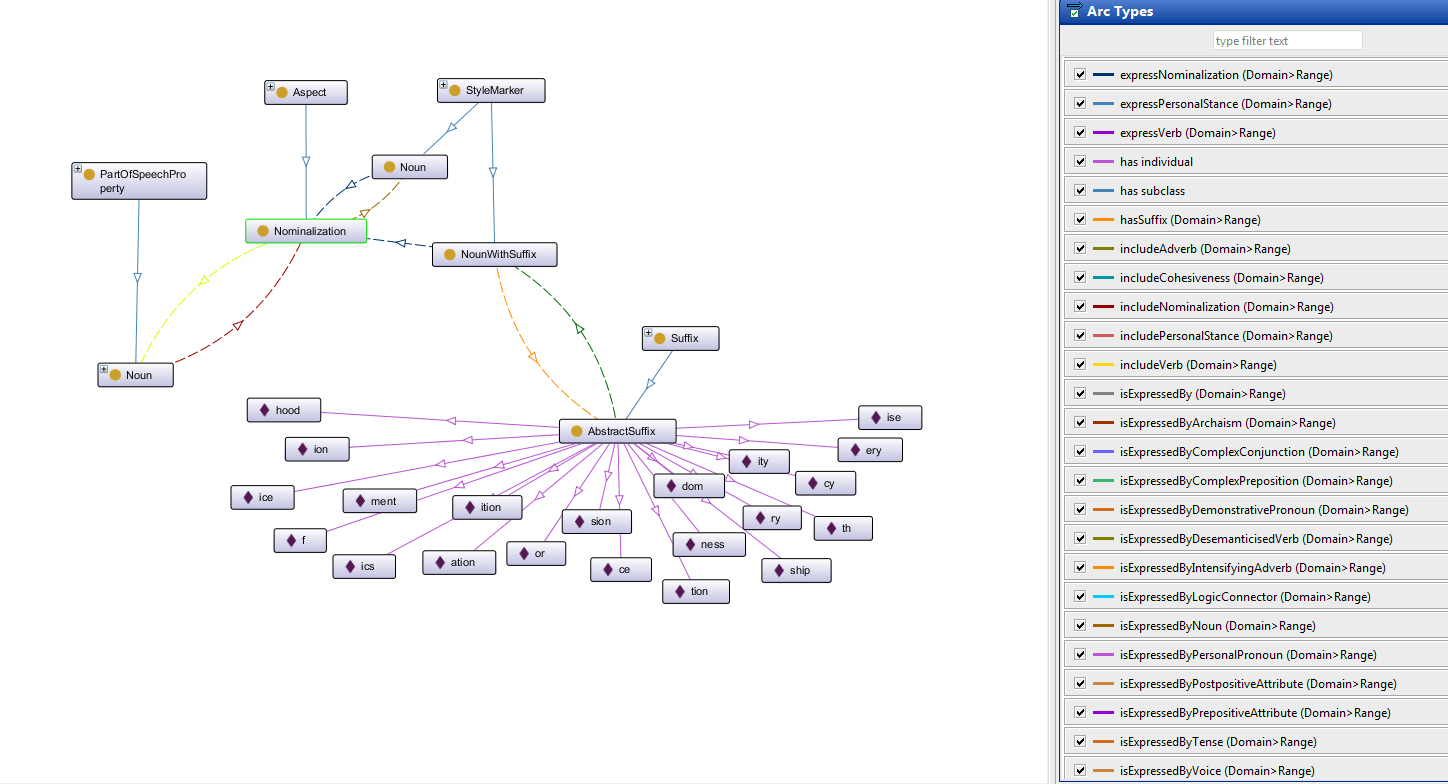 Aspect
StyleMarker
Noun
PartOfSpeechPro
perty
Nominalization
NounWithSuffix
Suffix
Noun
hood
AbstractSuffix
ise
ion
ery
ity
ice
ment
ition
dom
cy
sion
ry
th
f
ics
ation
or
ness
ce
ship
tion
Arc Types
type filter text
expressNominalization (Domain>Range)
expressPersonalStance (Domain>Range)
expressVerb (Domain>Range)
has individual
has subclass
hasSuffix (Domain>Range)
includeAdverb (Domain>Range)
includeCohesiveness (Domain>Range)
includeNominalization (Domain>Range)
includePersonalStance (Domain>Range)
includeVerb (Domain>Range)
isExpressedBy (Domain>Range)
isExpressedByArchaism (Domain>Range)
isExpressedByComplexConjunction (Domain>Range)
isExpressedByComplexPreposition (Domain>Range)
isExpressedByDemonstrativePronoun (Domain>Range)
isExpressedByDesemanticisedVerb (Domain>Range)
isExpressedByIntensifyingAdverb (Domain>Range)
isExpressedByLogicConnector (Domain>Range)
isExpressedByNoun (Domain>Range)
isExpressedByPersonalPronoun (Domain>Range)
isExpressedByPostpositiveAttribute (Domain>Range)
isExpressedByPrepositiveAttribute (Domain>Range)
isExpressedByTense (Domain>Range)
isExpressedByVoice (Domain>Range)